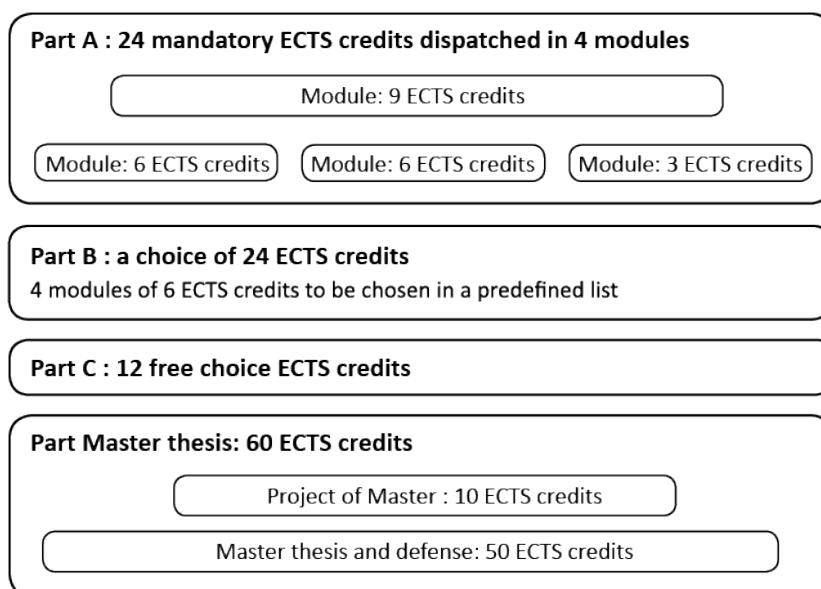 Part A : 24 mandatory ECTS credits dispatched in 4 modules
Module: 9 ECTS credits
Module: 6 ECTS credits
Module: 6 ECTS credits
Module: 3 ECTS credits
Part B : a choice of 24 ECTS credits
4 modules of 6 ECTS credits to be chosen in a predefined list
Part C : 12 free choice ECTS credits
Part Master thesis: 60 ECTS credits
Project of Master : 10 ECTS credits
Master thesis and defense: 50 ECTS credits